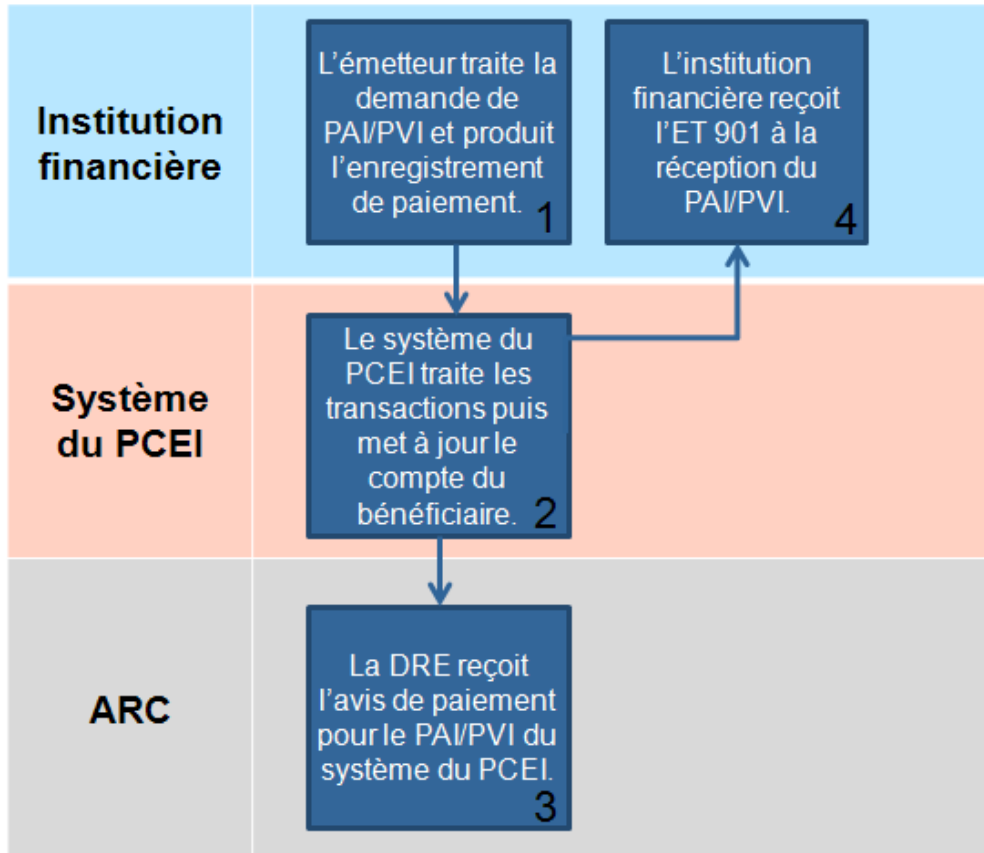 Institution
financière
L'émetteur traite la
demande de
PAI/PVI et produit
l'enregistrement
de paiement.
1
L'institution
financière reçoit
l'ET 901 à la
réception du
PAI/PVI.
4
Système
du PCEI
Le système du
PCEI traite les
transactions puis
met à jour le
compte du
bénéficiaire.
2
ARC
La DRE reçoit
l'avis de paiement
pour le PAI/PVI du
système du PCEI.
3